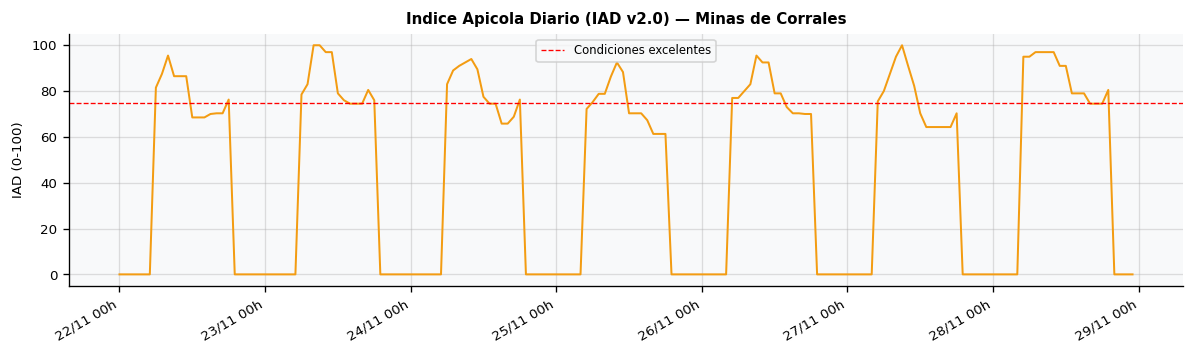 Indice Apicola Diario (IAD v2.0) — Minas de Corrales
Condiciones excelentes
IAD (0-100)
100
80
60
40
20
0
22/11 00h
23/11 00h
24/11 00h
25/11 00h
26/11 00h
27/11 00h
28/11 00h
29/11 00h